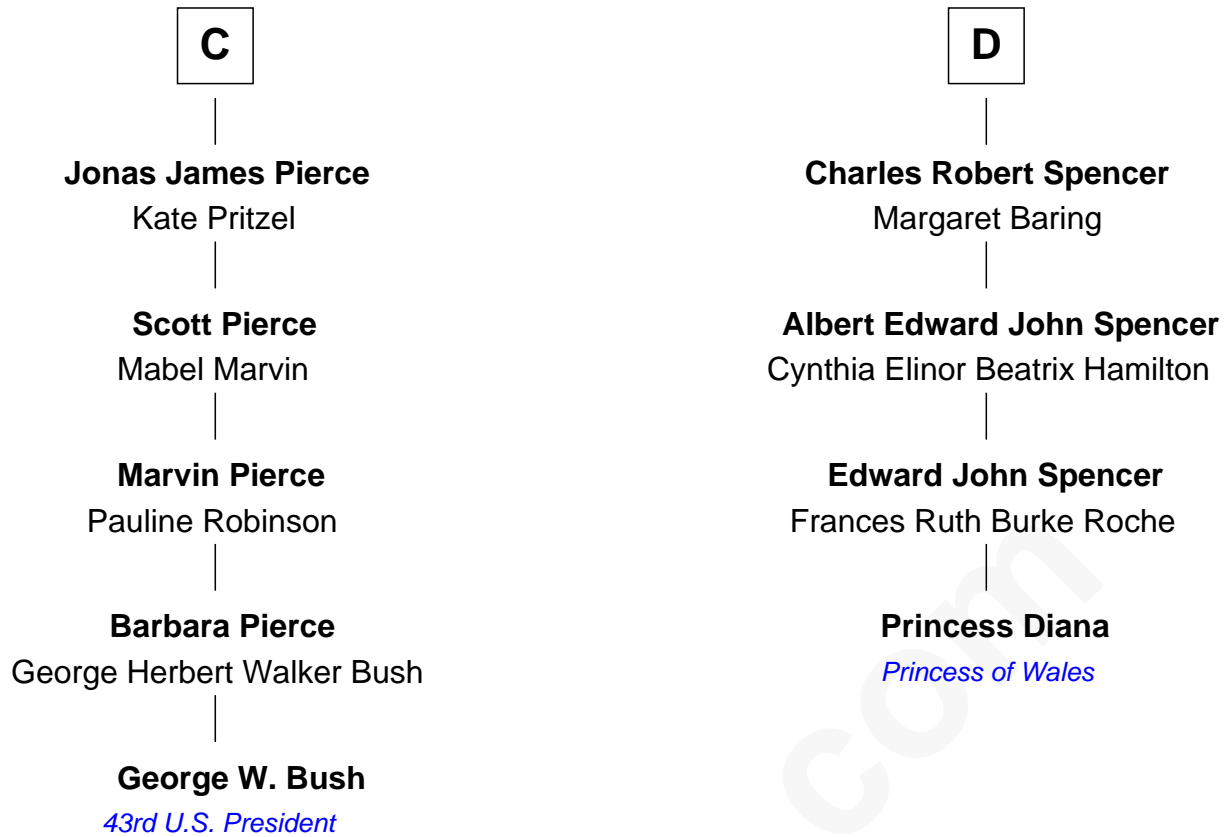 C
Jonas James Pierce
Kate Pritzel
Scott Pierce
Mabel Marvin
Marvin Pierce
Pauline Robinson
Barbara Pierce
George Herbert Walker Bush
George W. Bush
43rd U.S. President
D
Charles Robert Spencer
Margaret Baring
Albert Edward John Spencer
Cynthia Elinor Beatrix Hamilton
Edward John Spencer
Frances Ruth Burke Roche
Princess Diana
Princess of Wales
com